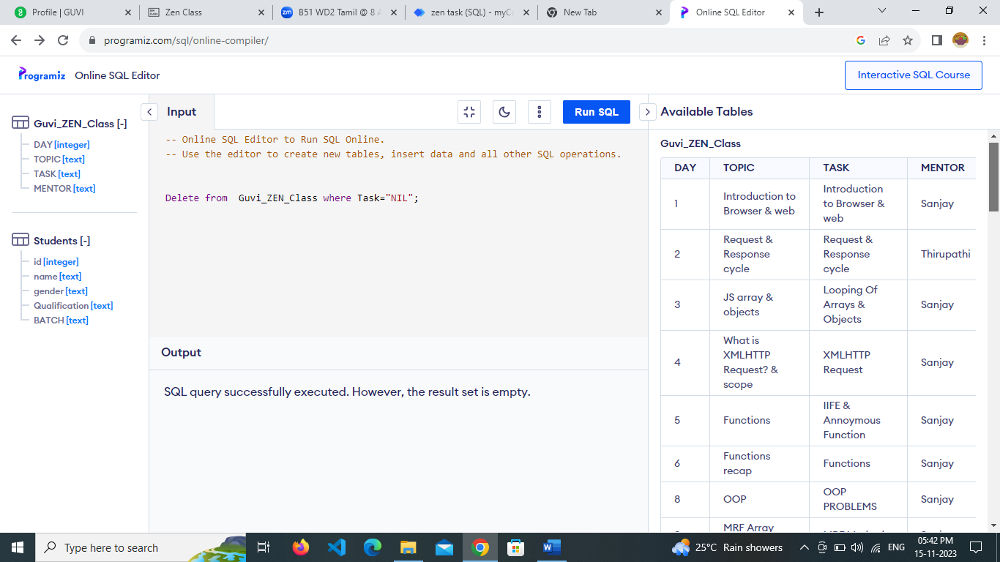 Profile | GUVI
Zen Class
B51 WD2 Tamil @ 8 A
zen task (SQL) - myCo
New Tab
Online SQL Editor
programiz.com/sql/online-compiler/
Programiz Online SQL Editor
Interactive SQL Course
Guvi_ZEN_Class [-]
DAY [integer]
TOPIC [text]
TASK [text]
MENTOR [text]
Students [-]
id [integer]
name [text]
gender [text]
Qualification [text]
BATCH [text]
Input
Run SQL
-- Online SQL Editor to Run SQL Online.
-- Use the editor to create new tables, insert data and all other SQL operations.
Delete from  Guvi_ZEN_Class where Task="NIL";
Output
SQL query successfully executed. However, the result set is empty.
Available Tables
Guvi_ZEN_Class
DAY TOPIC TASK MENTOR
1 Introduction to Browser & web Introduction to Browser & web Sanjay
2 Request & Response cycle Request & Response cycle Thirupathi
3 JS array & objects Looping Of Arrays & Objects Sanjay
4 What is XMLHTTP Request? & scope XMLHTTP Request Sanjay
5 Functions IIFE & Annoymous Function Sanjay
6 Functions recap Functions Sanjay
8 OOP OOP PROBLEMS Sanjay
MRF Array
Type here to search
25°C Rain showers
ENG
05:42 PM
15-11-2023